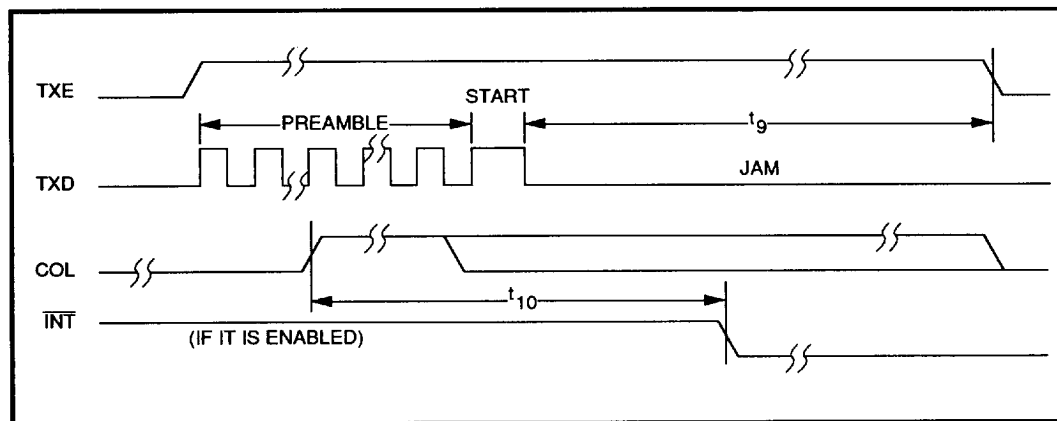 TXE
START
PREAMBLE
t9
TXD
JAM
COL
t10
INT
(IF IT IS ENABLED)